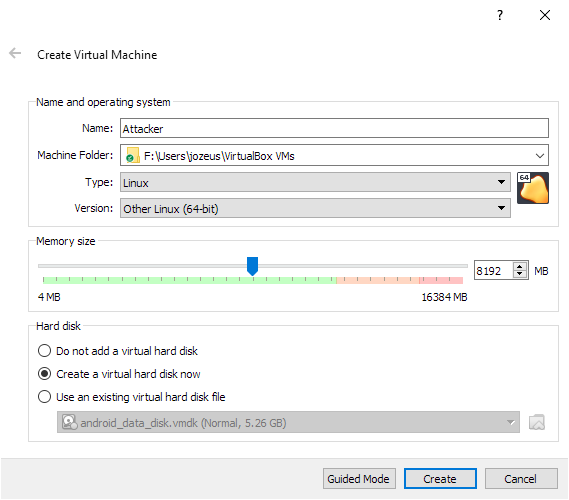 ?
Create Virtual Machine
Name and operating system
Name: Attacker
Machine Folder: F:\Users\jozeus\VirtualBox VMs
Type: Linux
64
Version: Other Linux (64-bit)
Memory size
8192 MB
4 MB 16384 MB
Hard disk
Do not add a virtual hard disk
Create a virtual hard disk now
Use an existing virtual hard disk file
android_data_disk.vmdk (Normal, 5.26 GB)
Guided Mode Create Cancel